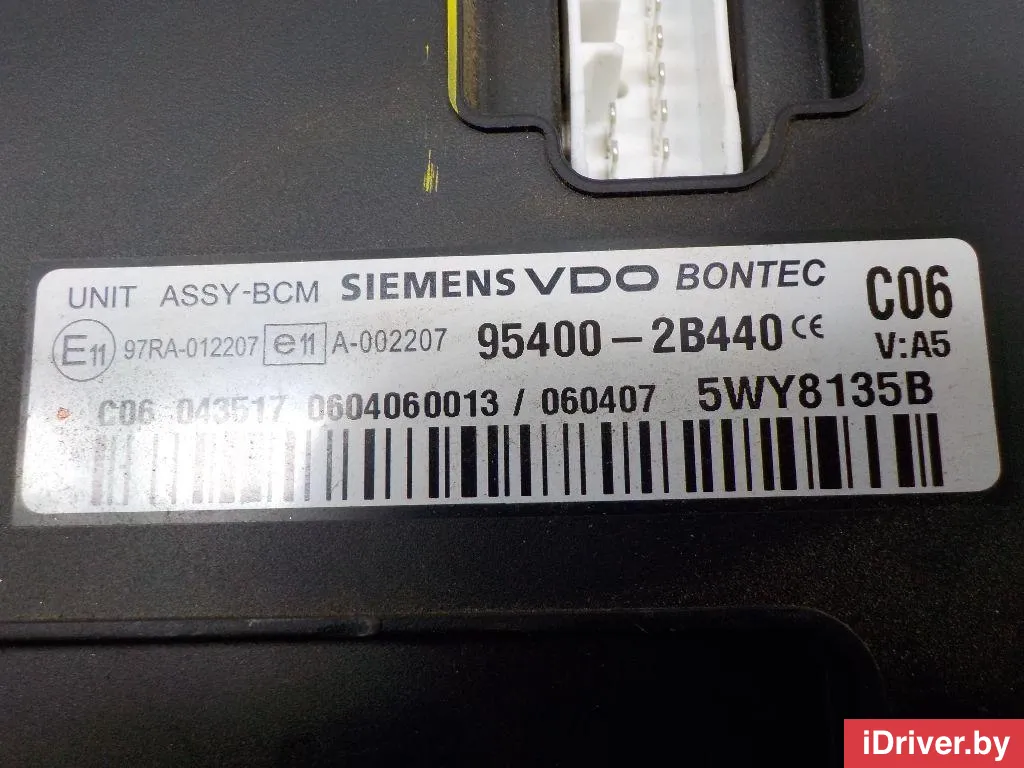 UNIT ASSY-BCM SIEMENS VDO BONTEC C06
E11 97RA-012207 e11 A-002207 95400-2B440 CE V:A5
C06 043517 0604060013 / 060407 5WY8135B
iDriver.by